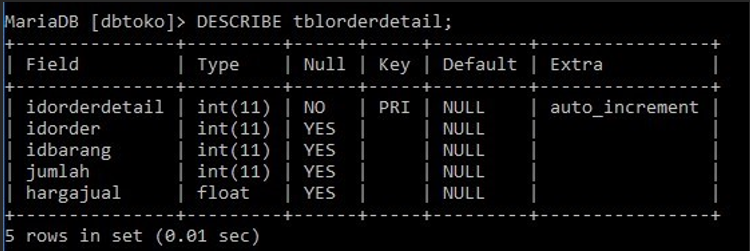 MariaDB [dbtoko]> DESCRIBE tblorderdetail;
+---------------+---------+------+-----+---------+----------------+
| Field         | Type    | Null | Key | Default | Extra          |
+---------------+---------+------+-----+---------+----------------+
| idorderdetail | int(11) | NO   | PRI | NULL    | auto_increment |
| idorder       | int(11) | YES  |     | NULL    |                |
| idbarang      | int(11) | YES  |     | NULL    |                |
| jumlah        | int(11) | YES  |     | NULL    |                |
| hargajual     | float   | YES  |     | NULL    |                |
+---------------+---------+------+-----+---------+----------------+
5 rows in set (0.01 sec)